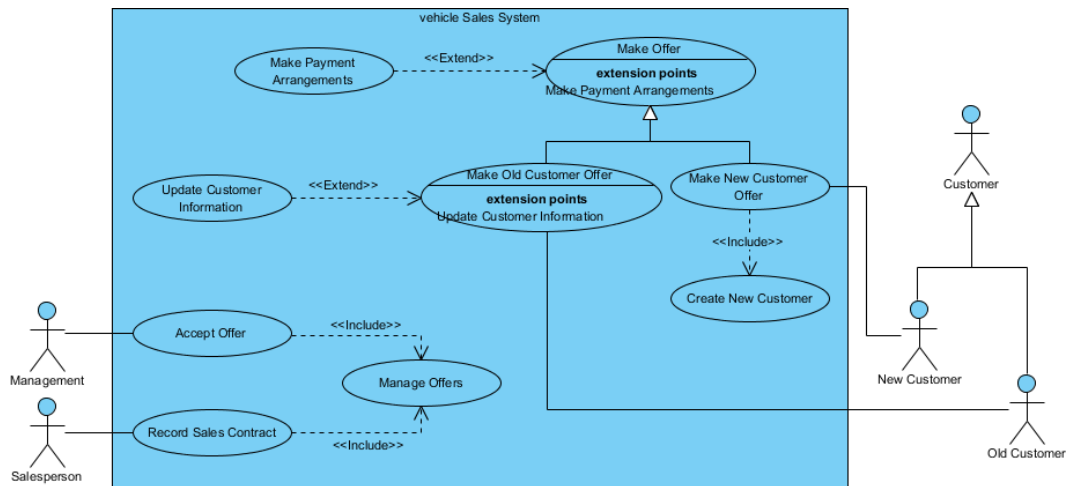 vehicle Sales System
Make Payment
Arrangements
<<Extend>>
Make Offer
extension points
Make Payment Arrangements
Customer
Update Customer
Information
<<Extend>>
Make Old Customer Offer
extension points
Update Customer Information
Make New Customer
Offer
<<Include>>
Create New Customer
Management
Accept Offer
<<Include>>
Manage Offers
New Customer
Salesperson
Record Sales Contract
<<Include>>
Old Customer